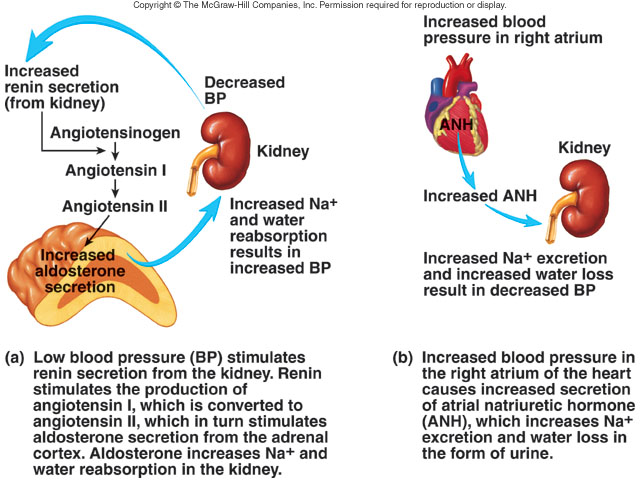 Copyright © The McGraw-Hill Companies, Inc. Permission required for reproduction or display.
Increased
renin secretion
(from kidney)
Decreased
BP
Angiotensinogen
Kidney
Angiotensin I
Angiotensin II
Increased Na+
and water
reabsorption
results in
increased BP
Increased
aldosterone
secretion
(a) Low blood pressure (BP) stimulates
renin secretion from the kidney. Renin
stimulates the production of
angiotensin I, which is converted to
angiotensin II, which in turn stimulates
aldosterone secretion from the adrenal
cortex. Aldosterone increases Na+ and
water reabsorption in the kidney.
Increased blood
pressure in right atrium
ANH
Kidney
Increased ANH
Increased Na+ excretion
and increased water loss
result in decreased BP
(b) Increased blood pressure in
the right atrium of the heart
causes increased secretion
of atrial natriuretic hormone
(ANH), which increases Na+
excretion and water loss in
the form of urine.